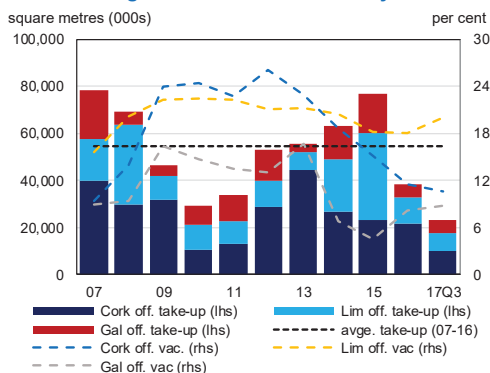 square metres (000s) per cent
100,000 30
80,000 24
60,000 18
40,000 12
20,000 6
0 0
07 09 11 13 15 17Q3
Cork off. take-up (lhs) Lim off. take-up (lhs)
Gal off. take-up (lhs) avge. take-up (07-16)
Cork off. vac. (rhs) Lim off. vac (rhs)
Gal off. vac (rhs)